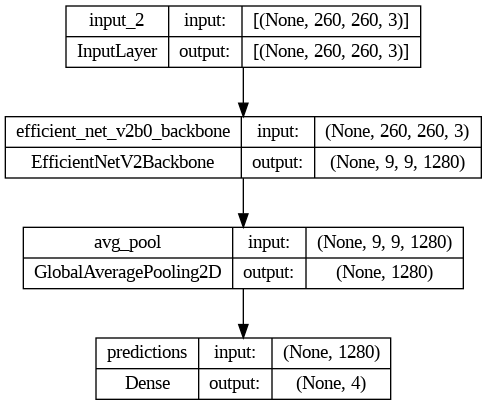 input_2 input: [(None, 260, 260, 3)]
InputLayer output: [(None, 260, 260, 3)]
efficient_net_v2b0_backbone input: (None, 260, 260, 3)
EfficientNetV2Backbone output: (None, 9, 9, 1280)
avg_pool input: (None, 9, 9, 1280)
GlobalAveragePooling2D output: (None, 1280)
predictions input: (None, 1280)
Dense output: (None, 4)